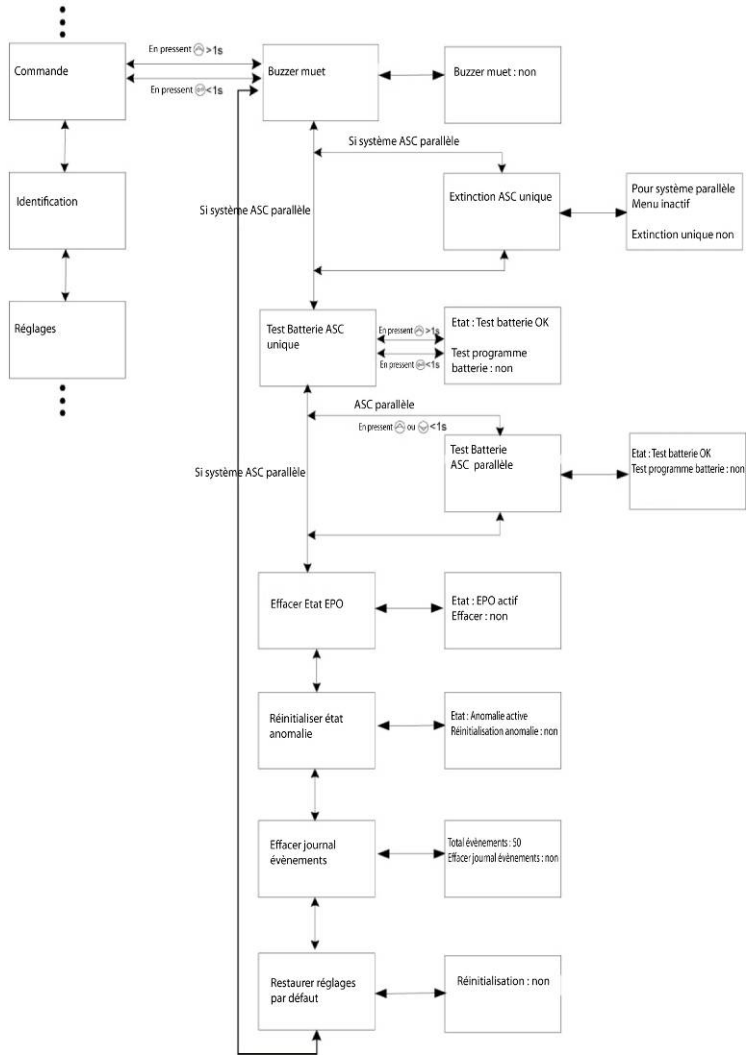 Commande
En pressent >1s
En pressent <1s
Buzzer muet
Buzzer muet : non
Si système ASC parallèle
Identification
Si système ASC parallèle
Extinction ASC unique
Pour système parallèle
Menu inactif
Extinction unique non
Réglages
Test Batterie ASC
unique
En pressent >1s
En pressent <1s
Etat : Test batterie OK
Test programme
batterie : non
ASC parallèle
En pressent ou <1s
Si système ASC parallèle
Test Batterie
ASC parallèle
Etat : Test batterie OK
Test programme batterie : non
Effacer Etat EPO
Etat : EPO actif
Effacer : non
Réinitialiser état
anomalie
Etat : Anomalie active
Réinitialisation anomalie : non
Effacer journal
évènements
Total évènements : 50
Effacer journal évènements : non
Restaurer réglages
par défaut
Réinitialisation : non